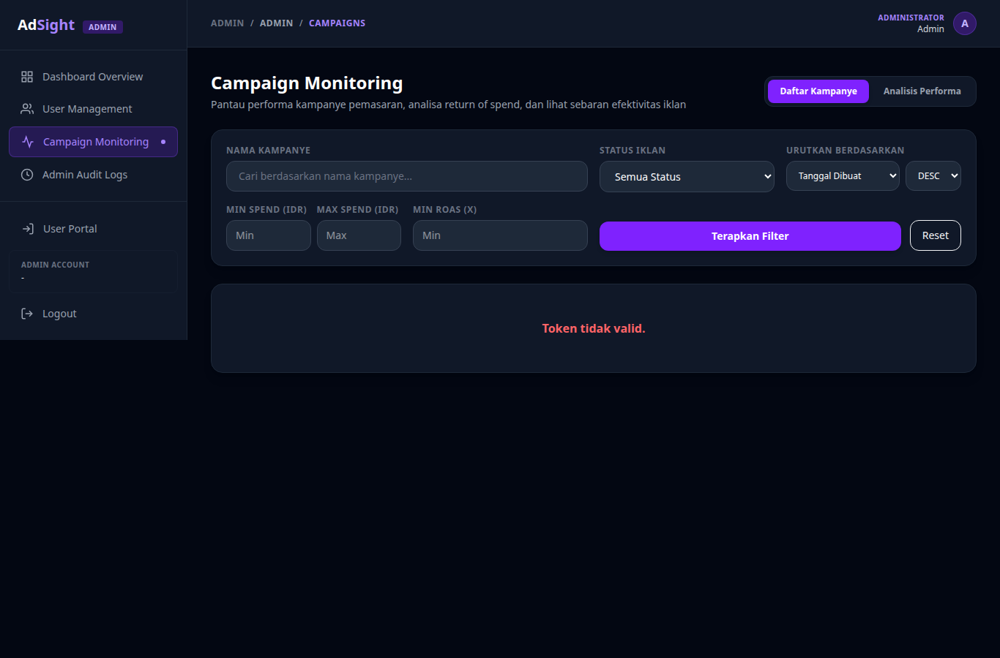 AdSight ADMIN
Dashboard Overview
User Management
Campaign Monitoring
Admin Audit Logs
User Portal
ADMIN ACCOUNT
-
Logout
ADMIN / ADMIN / CAMPAIGNS
ADMINISTRATOR
Admin
A
Campaign Monitoring
Pantau performa kampanye pemasaran, analisa return of spend, dan lihat sebaran efektivitas iklan
Daftar Kampanye Analisis Performa
NAMA KAMPANYE STATUS IKLAN URUTKAN BERDASARKAN
Cari berdasarkan nama kampanye... Semua Status Tanggal Dibuat DESC
MIN SPEND (IDR) MAX SPEND (IDR) MIN ROAS (X)
Min Max Min Terapkan Filter Reset
Token tidak valid.